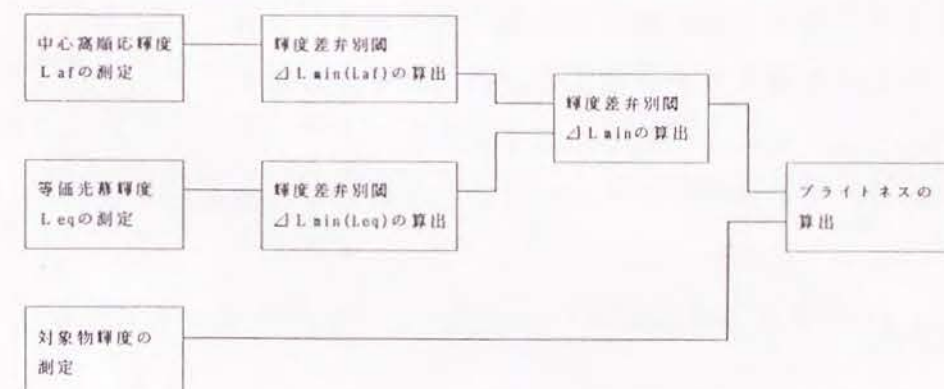 中心窩順応輝度
Lafの測定
輝度差弁別閾
⊿Lmin(Laf)の算出
輝度差弁別閾
⊿Lminの算出
等価光幕輝度
Leqの測定
輝度差弁別閾
⊿Lmin(Leq)の算出
ブライトネスの
算出
対象物輝度の
測定